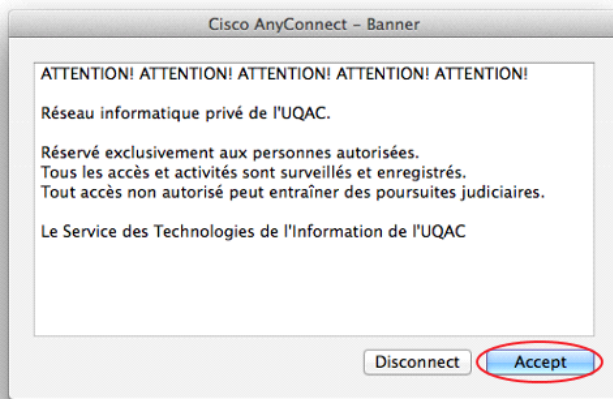 Cisco AnyConnect – Banner
ATTENTION! ATTENTION! ATTENTION! ATTENTION! ATTENTION!
Réseau informatique privé de l'UQAC.
Réservé exclusivement aux personnes autorisées.
Tous les accès et activités sont surveillés et enregistrés.
Tout accès non autorisé peut entraîner des poursuites judiciaires.
Le Service des Technologies de l'Information de l'UQAC
Disconnect Accept